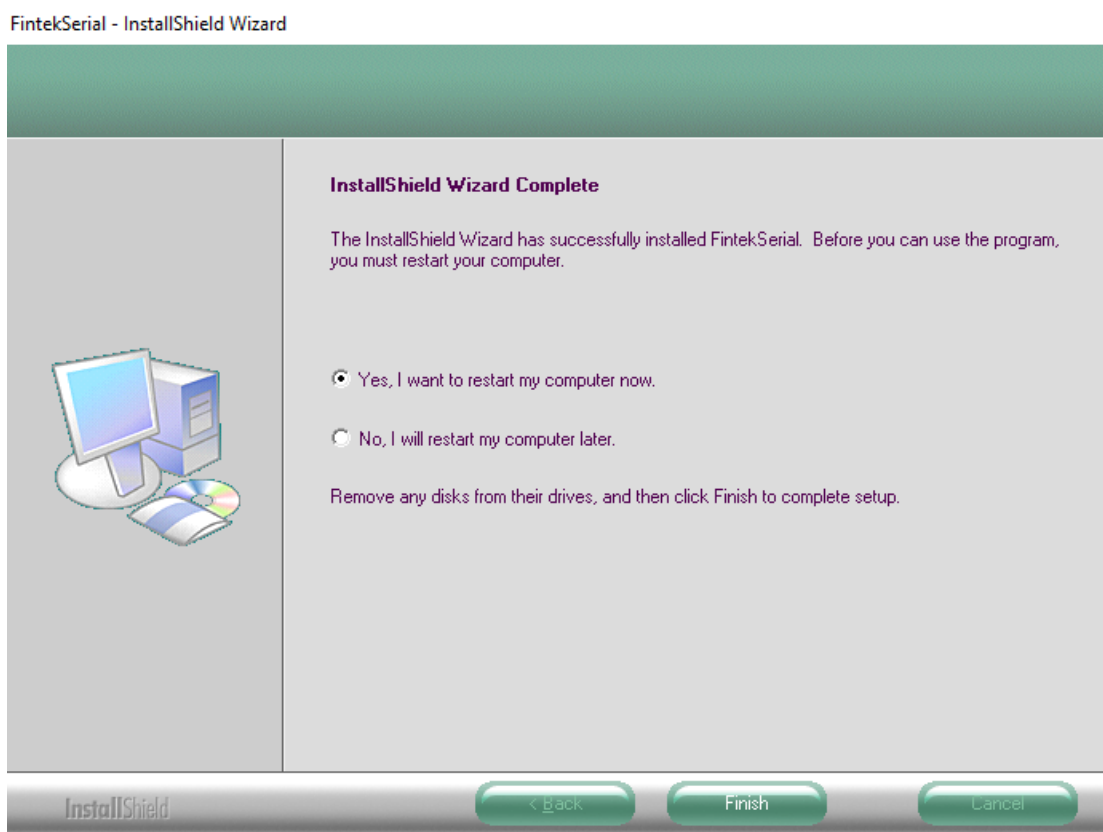 FintekSerial - InstallShield Wizard
InstallShield Wizard Complete
The InstallShield Wizard has successfully installed FintekSerial. Before you can use the program,
you must restart your computer.
Yes, I want to restart my computer now.
No, I will restart my computer later.
Remove any disks from their drives, and then click Finish to complete setup.
InstallShield
< Back
Finish
Cancel